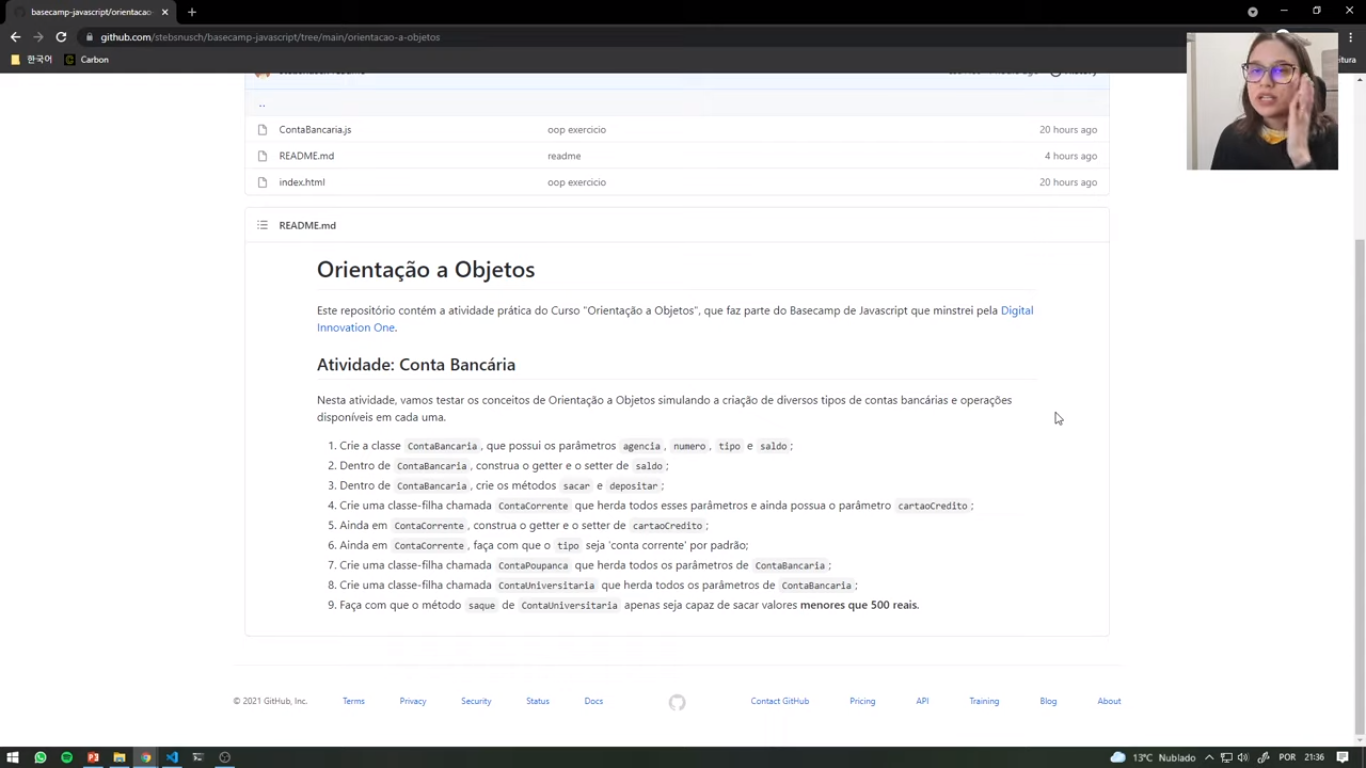 basecamp-javascript/orientacao-
github.com/stebsnusch/basecamp-javascript/tree/main/orientacao-a-objetos
한국어 Carbon
..
ContaBancaria.js oop exercicio 20 hours ago
README.md readme 4 hours ago
index.html oop exercicio 20 hours ago
README.md
Orientação a Objetos
Este repositório contém a atividade prática do Curso "Orientação a Objetos", que faz parte do Basecamp de Javascript que minstrei pela Digital
Innovation One.
Atividade: Conta Bancária
Nesta atividade, vamos testar os conceitos de Orientação a Objetos simulando a criação de diversos tipos de contas bancárias e operações
disponíveis em cada uma.
1. Crie a classe ContaBancaria, que possui os parâmetros agencia, numero, tipo e saldo;
2. Dentro de ContaBancaria, construa o getter e o setter de saldo;
3. Dentro de ContaBancaria, crie os métodos sacar e depositar;
4. Crie uma classe-filha chamada ContaCorrente que herda todos esses parâmetros e ainda possua o parâmetro cartaoCredito;
5. Ainda em ContaCorrente, construa o getter e o setter de cartaoCredito;
6. Ainda em ContaCorrente, faça com que o tipo seja 'conta corrente' por padrão;
7. Crie uma classe-filha chamada ContaPoupanca que herda todos os parâmetros de ContaBancaria;
8. Crie uma classe-filha chamada ContaUniversitaria que herda todos os parâmetros de ContaBancaria;
9. Faça com que o método saque de ContaUniversitaria apenas seja capaz de sacar valores menores que 500 reais.
© 2021 GitHub, Inc. Terms Privacy Security Status Docs Contact GitHub Pricing API Training Blog About
13°C Nublado POR 21:36